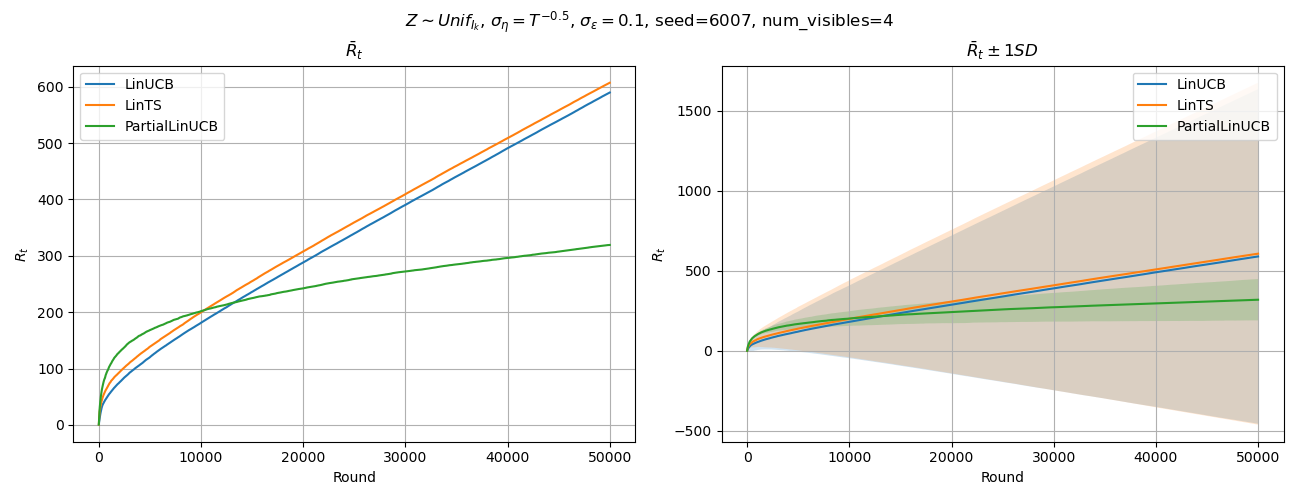 Z ∼ Unif_{I_k}, σ_η = T^{−0.5}, σ_ε = 0.1, seed=6007, num_visibles=4
R̄_t
LinUCB
LinTS
PartialLinUCB
600
500
400
300
200
100
0
R_t
0 10000 20000 30000 40000 50000
Round
R̄_t ± 1SD
LinUCB
LinTS
PartialLinUCB
1500
1000
500
0
−500
R_t
0 10000 20000 30000 40000 50000
Round